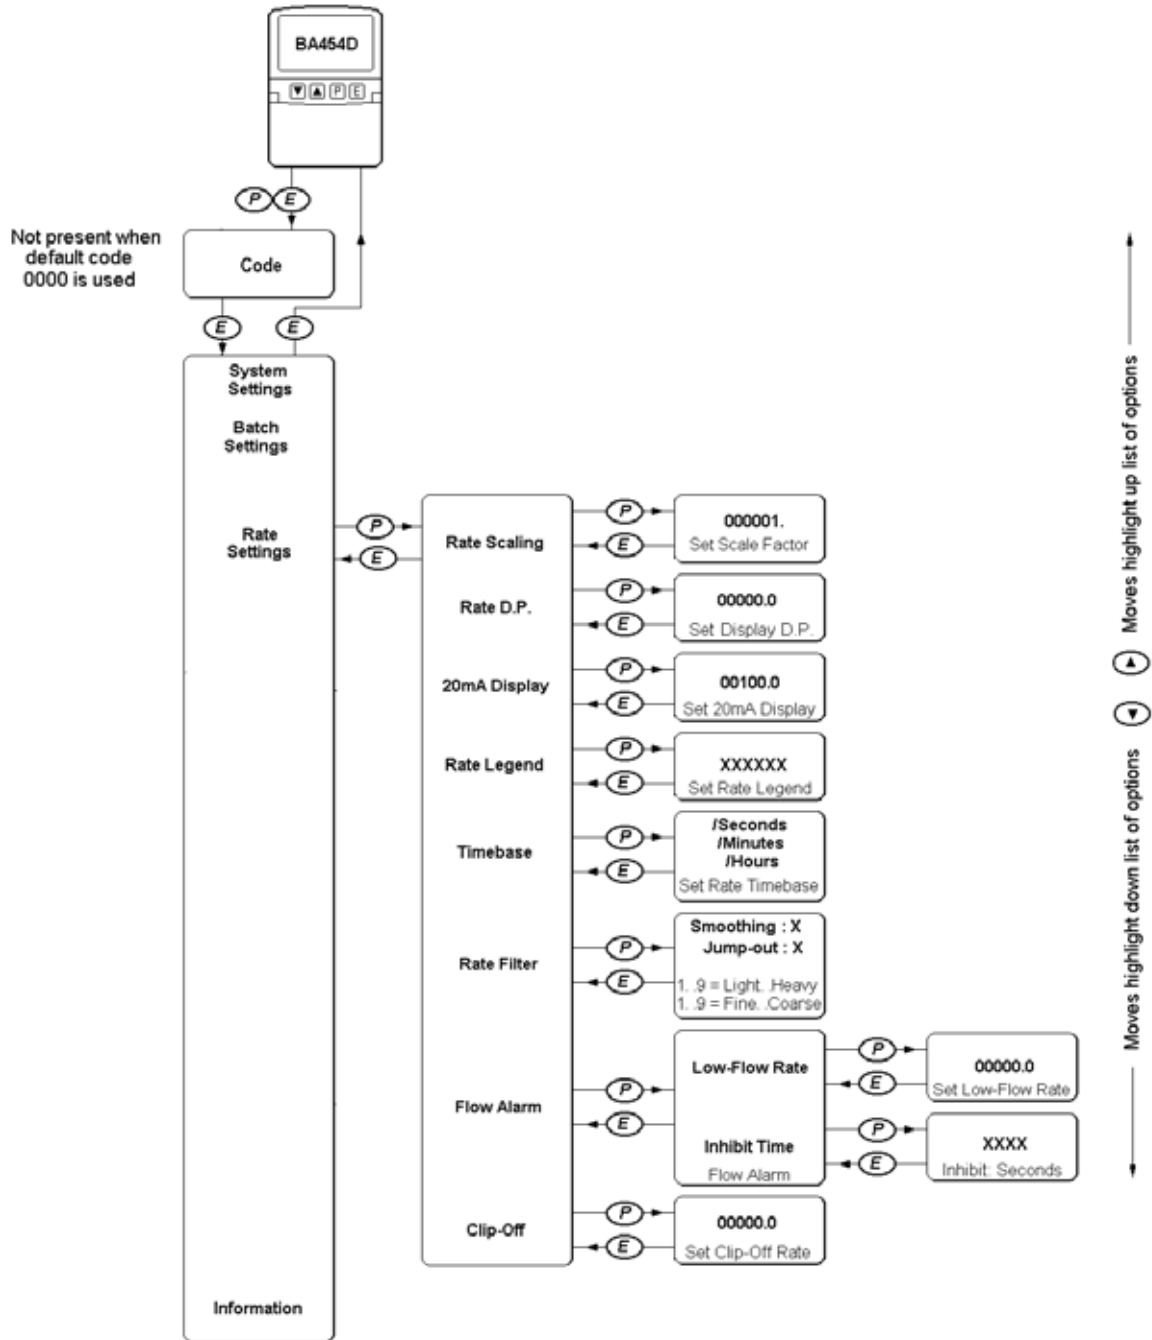 BA454D
P E
P E
Not present when
default code
0000 is used
Code
E E
System
Settings
Batch
Settings
Rate
Settings
P
E
Rate Scaling
P
E
000001.
Set Scale Factor
Rate D.P.
P
E
00000.0
Set Display D.P.
20mA Display
P
E
00100.0
Set 20mA Display
Rate Legend
P
E
XXXXXX
Set Rate Legend
Timebase
P
E
/Seconds
/Minutes
/Hours
Set Rate Timebase
Rate Filter
P
E
Smoothing : X
Jump-out : X
1. .9 = Light. .Heavy
1. .9 = Fine. .Coarse
Flow Alarm
P
E
Low-Flow Rate
P
E
00000.0
Set Low-Flow Rate
Inhibit Time
Flow Alarm
P
E
XXXX
Inhibit: Seconds
Clip-Off
P
E
00000.0
Set Clip-Off Rate
Information
Moves highlight up list of options
Moves highlight down list of options